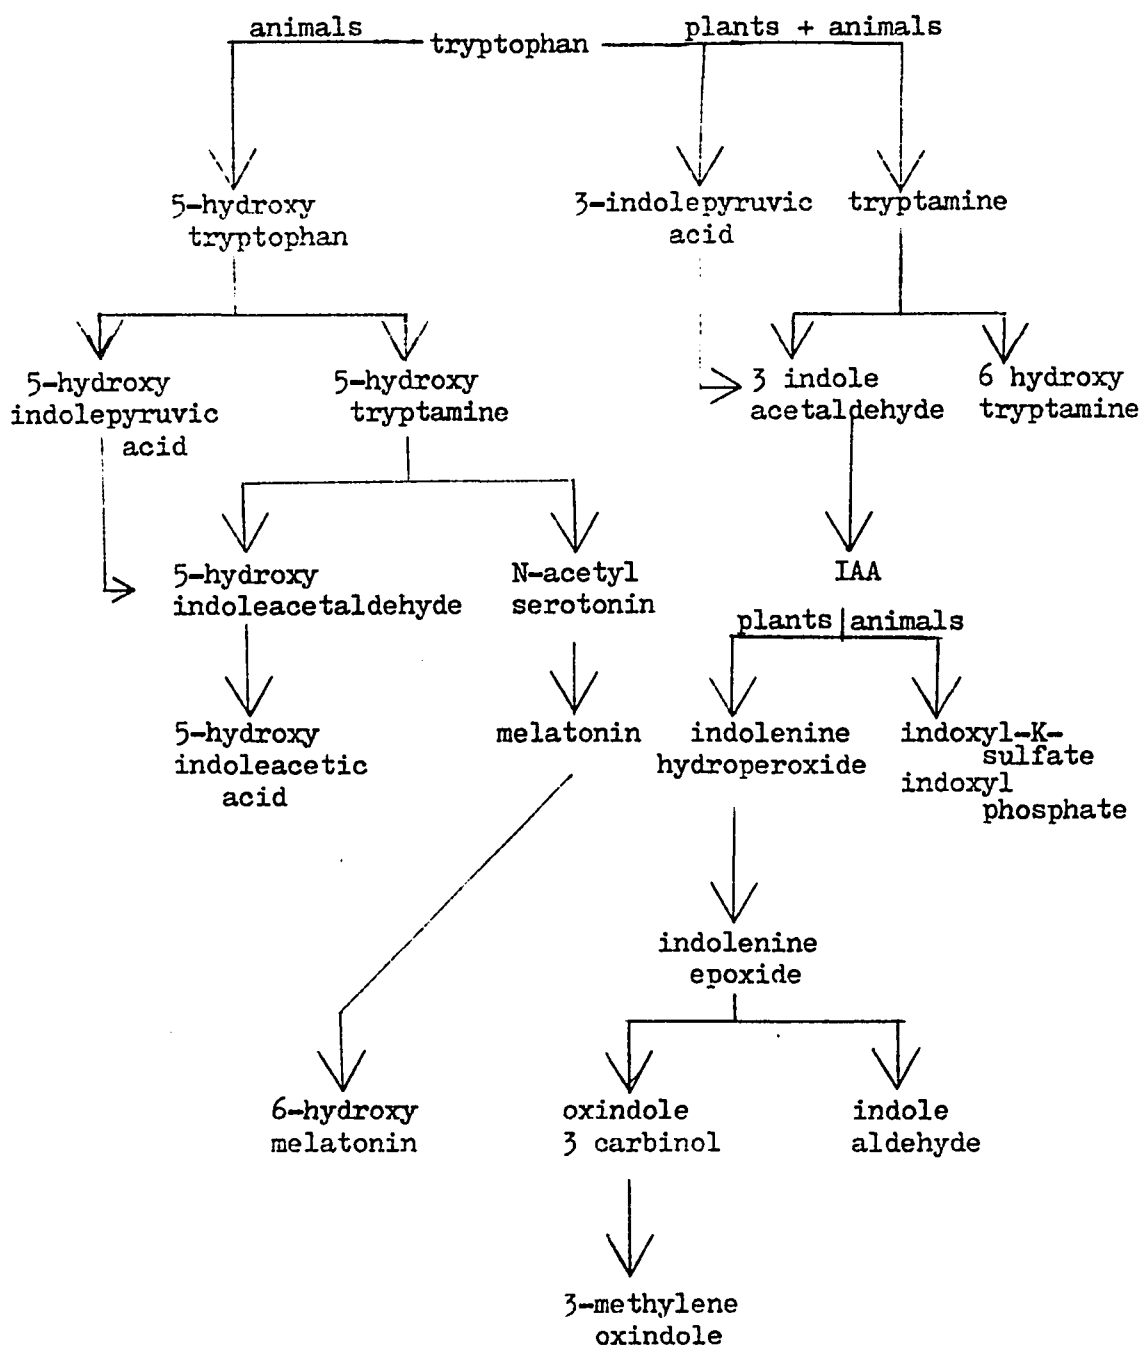 animals
tryptophan
plants + animals
5-hydroxy
tryptophan
3-indolepyruvic
acid
tryptamine
5-hydroxy
indolepyruvic
acid
5-hydroxy
tryptamine
3 indole
acetaldehyde
6 hydroxy
tryptamine
5-hydroxy
indoleacetaldehyde
N-acetyl
serotonin
IAA
plants
animals
5-hydroxy
indoleacetic
acid
melatonin
indolenine
hydroperoxide
indoxyl-K-
sulfate
indoxyl
phosphate
indolenine
epoxide
6-hydroxy
melatonin
oxindole
3 carbinol
indole
aldehyde
3-methylene
oxindole